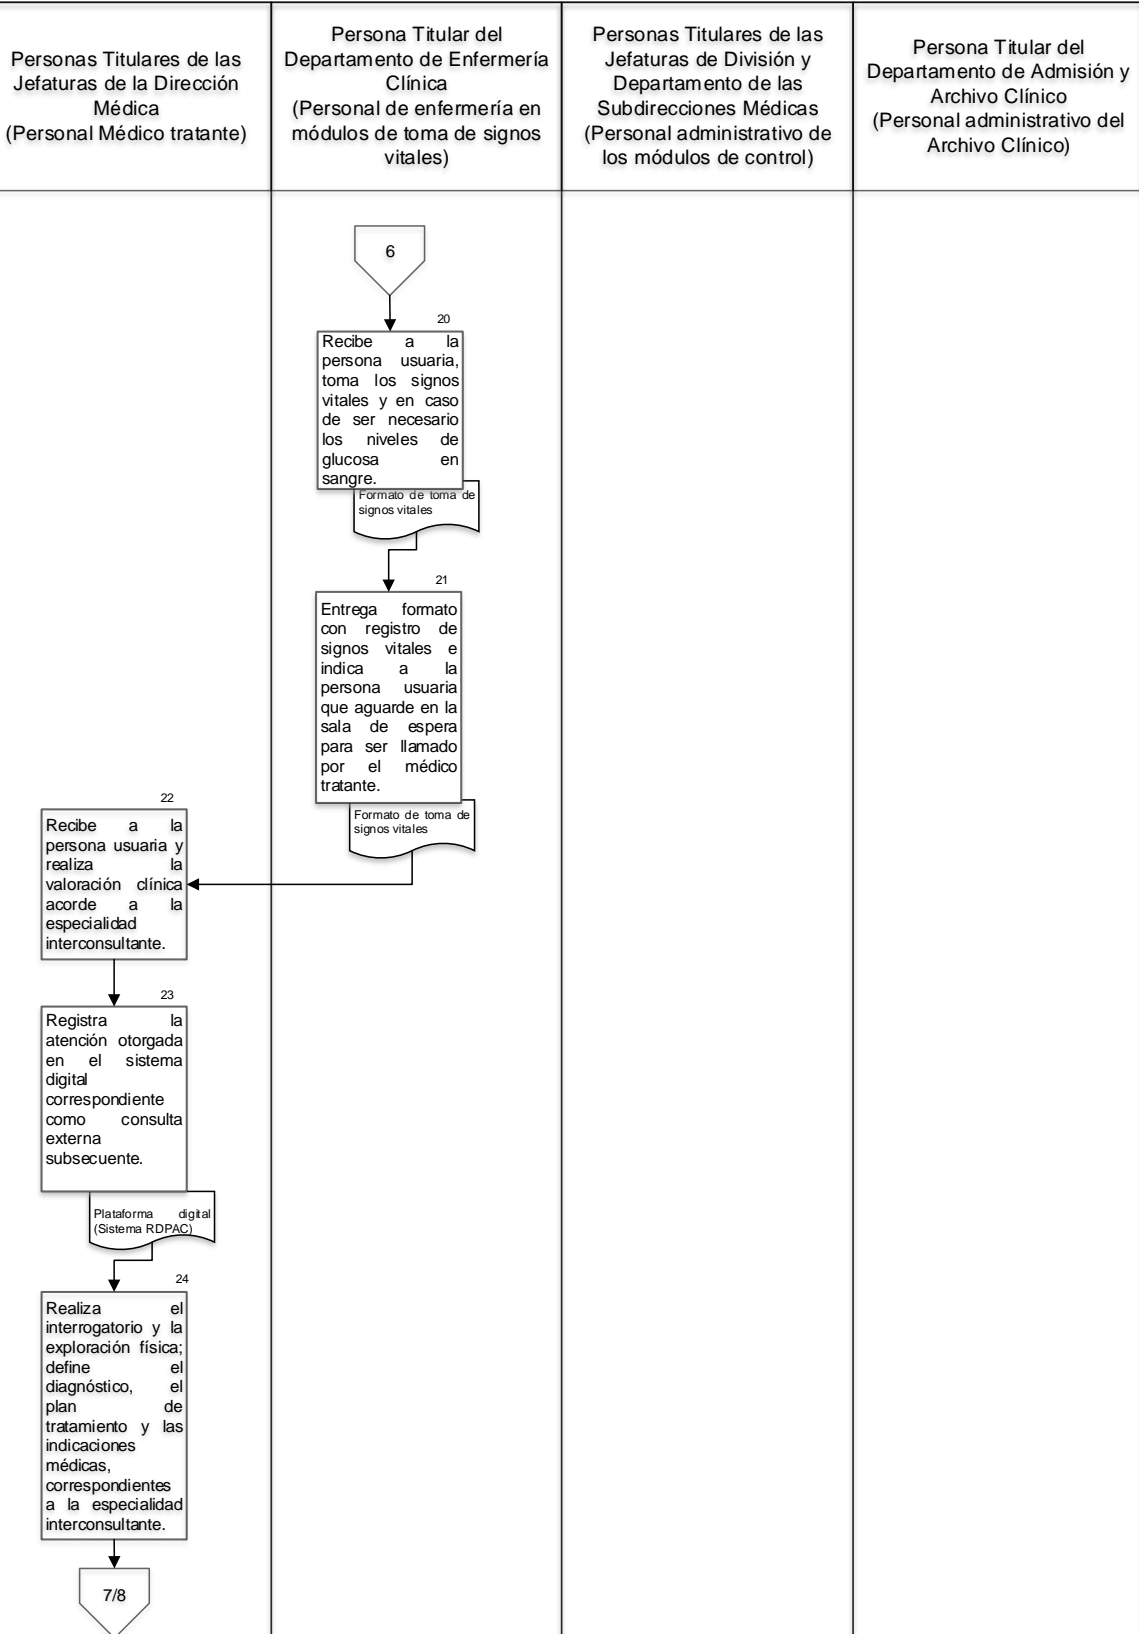 Personas Titulares de las
Jefaturas de la Dirección
Médica
(Personal Médico tratante)
Persona Titular del
Departamento de Enfermería
Clínica
(Personal de enfermería en
módulos de toma de signos
vitales)
Personas Titulares de las
Jefaturas de División y
Departamento de las
Subdirecciones Médicas
(Personal administrativo de
los módulos de control)
Persona Titular del
Departamento de Admisión y
Archivo Clínico
(Personal administrativo del
Archivo Clínico)
6
20
Recibe a la
persona usuaria,
toma los signos
vitales y en caso
de ser necesario
los niveles de
glucosa en
sangre.
Formato de toma de
signos vitales
21
Entrega formato
con registro de
signos vitales e
indica a la
persona usuaria
que aguarde en la
sala de espera
para ser llamado
por el médico
tratante.
Formato de toma de
signos vitales
22
Recibe a la
persona usuaria y
realiza la
valoración clínica
acorde a la
especialidad
interconsultante.
23
Registra la
atención otorgada
en el sistema
digital
correspondiente
como consulta
externa
subsecuente.
Plataforma digital
(Sistema RDPAC)
24
Realiza el
interrogatorio y la
exploración física;
define el
diagnóstico, el
plan de
tratamiento y las
indicaciones
médicas,
correspondientes
a la especialidad
interconsultante.
7/8